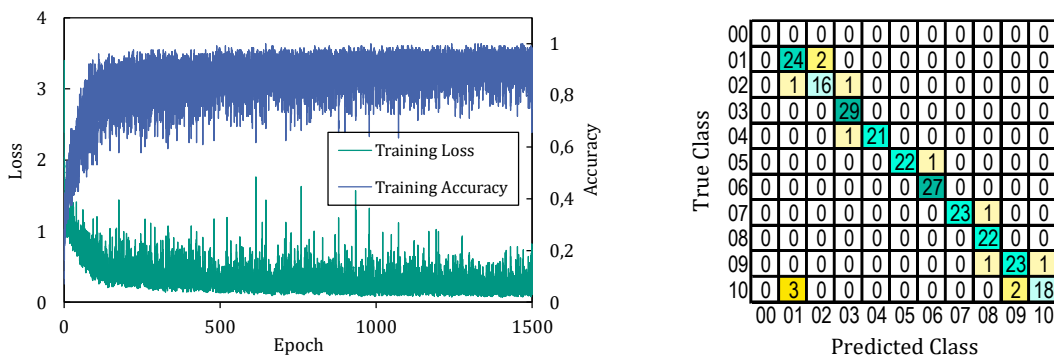 4
3
2
1
0
Loss
1
0,8
0,6
0,4
0,2
0
Accuracy
Training Loss
Training Accuracy
0 500 1000 1500
Epoch
True Class
00 0 0 0 0 0 0 0 0 0 0 0
01 0 24 2 0 0 0 0 0 0 0 0
02 0 1 16 1 0 0 0 0 0 0 0
03 0 0 0 29 0 0 0 0 0 0 0
04 0 0 0 1 21 0 0 0 0 0 0
05 0 0 0 0 0 22 1 0 0 0 0
06 0 0 0 0 0 0 27 0 0 0 0
07 0 0 0 0 0 0 0 23 1 0 0
08 0 0 0 0 0 0 0 0 22 0 0
09 0 0 0 0 0 0 0 0 1 23 1
10 0 3 0 0 0 0 0 0 0 2 18
00 01 02 03 04 05 06 07 08 09 10
Predicted Class